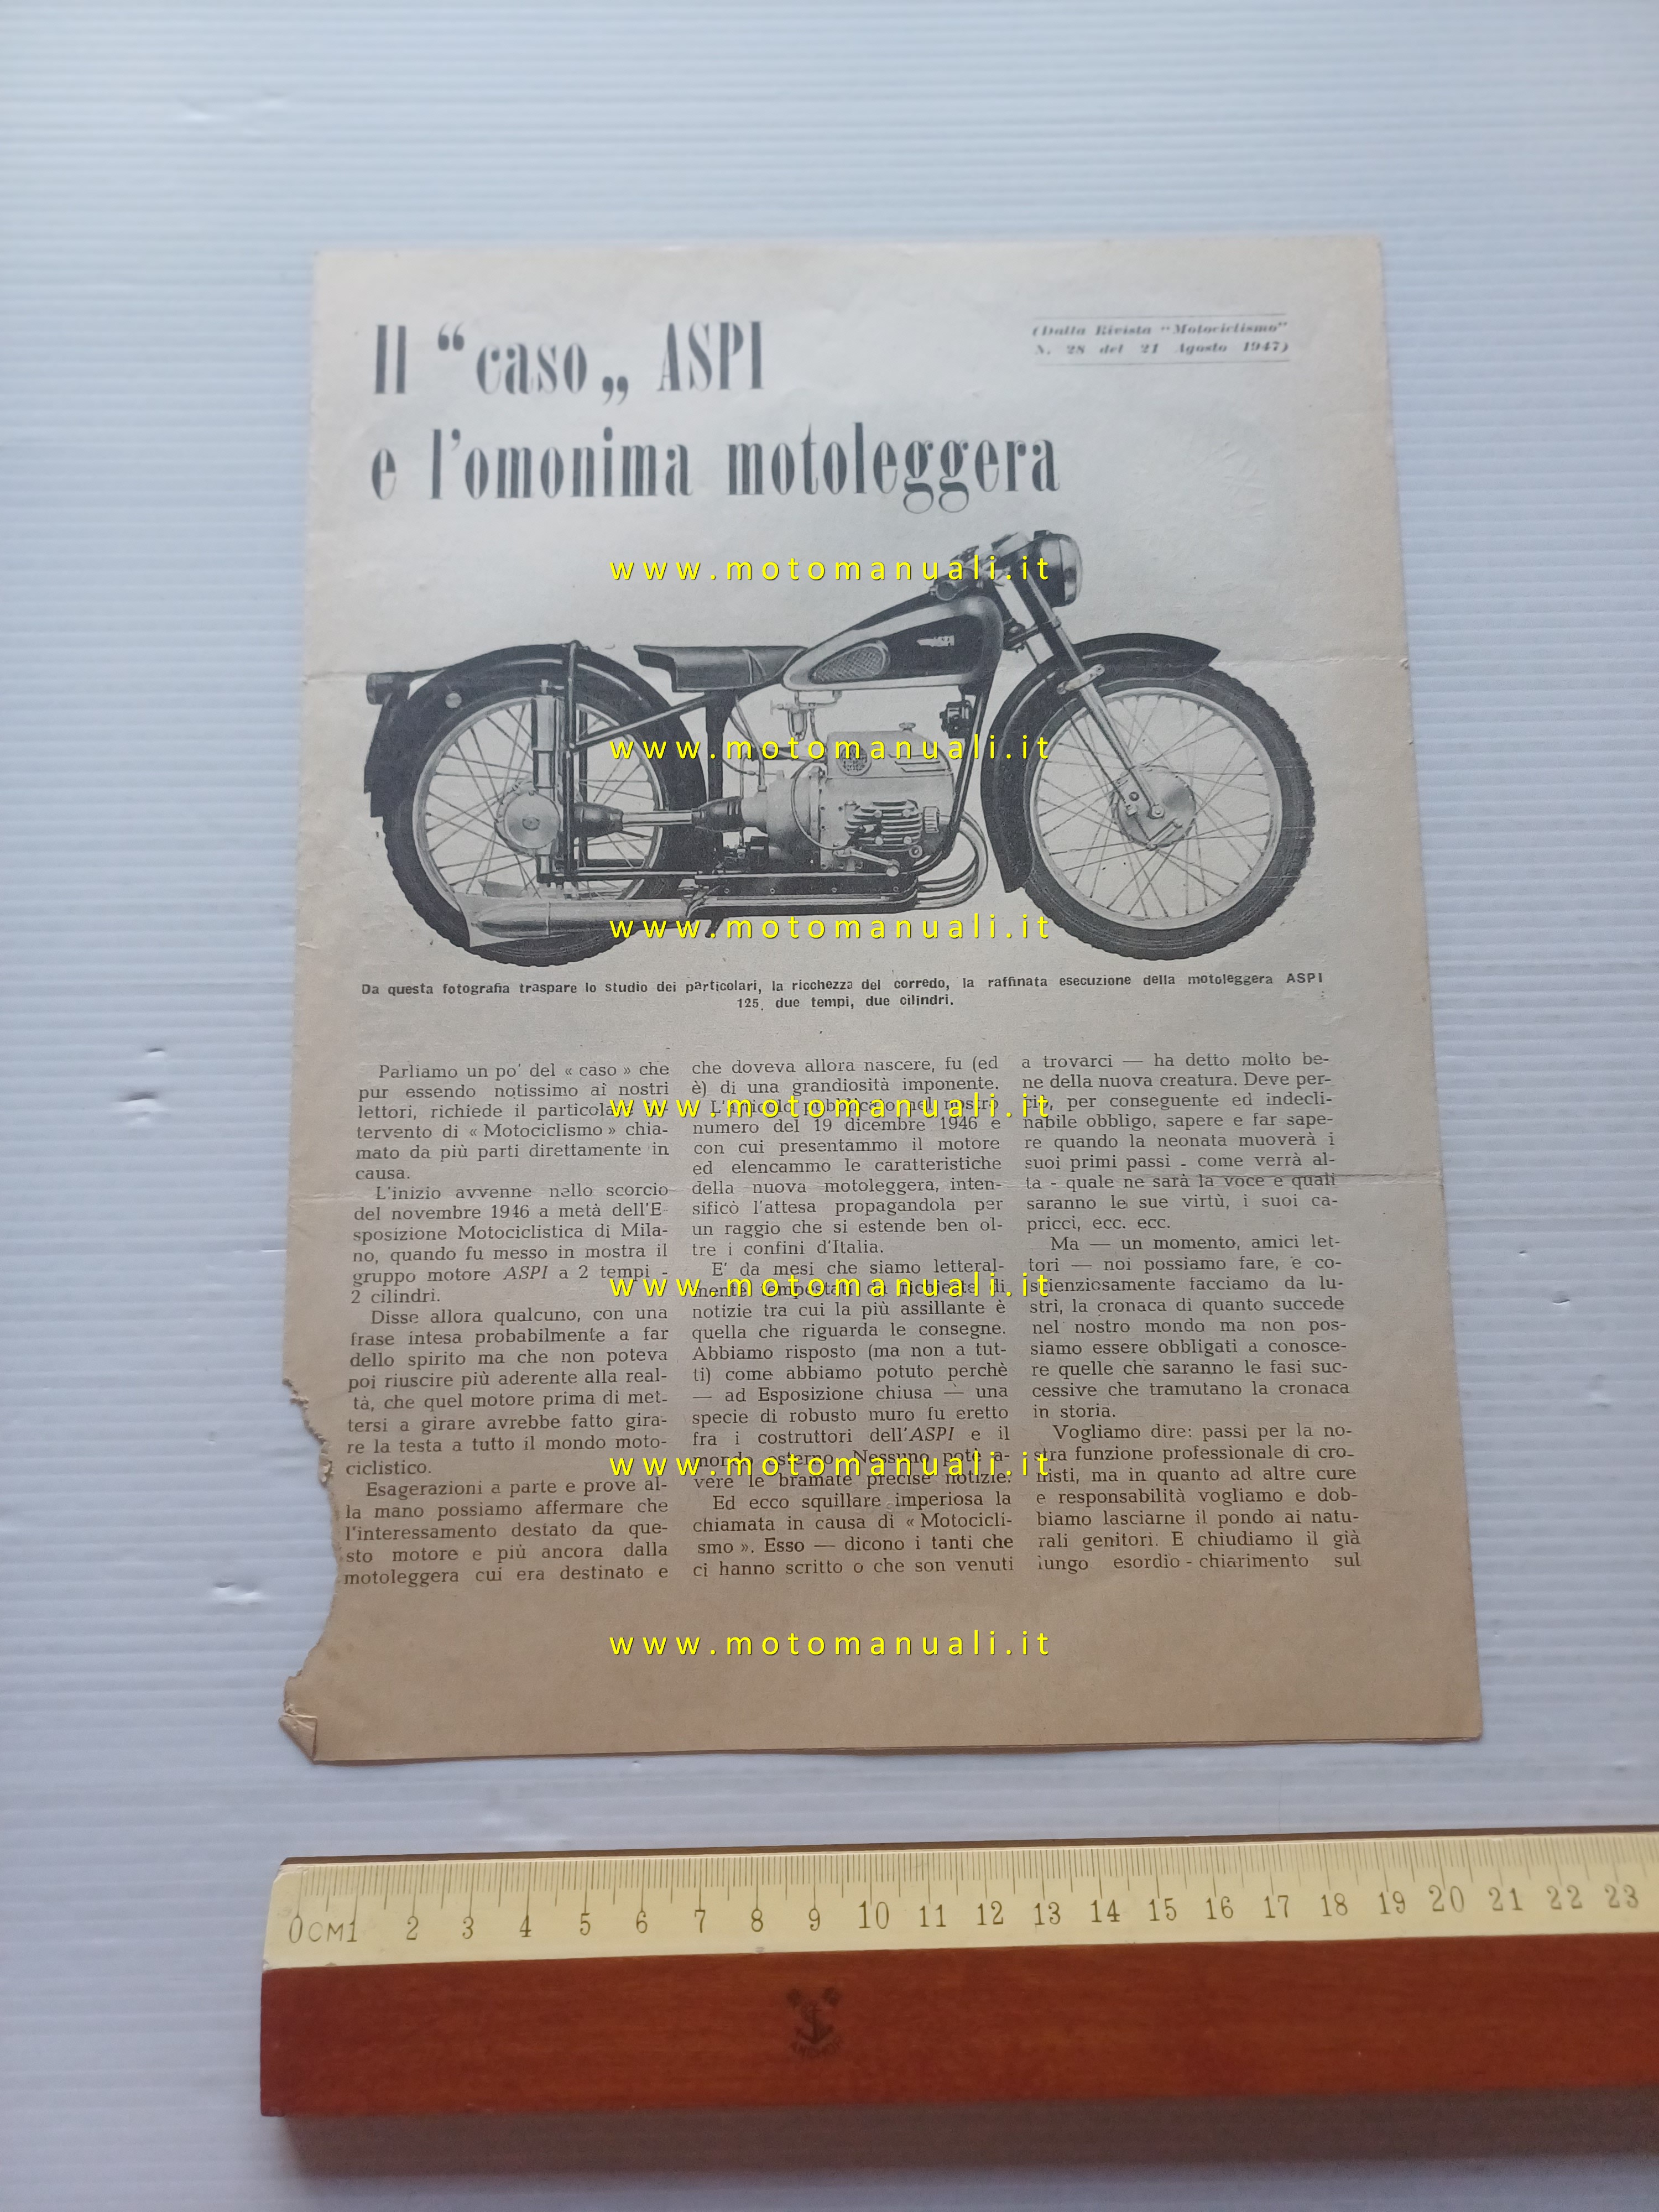 Il “caso„ ASPI
e l'omonima motoleggera
(Dalla Rivista “Motociclismo”
N. 28 del 21 Agosto 1947)
www.motomanuali.it
www.motomanuali.it
www.motomanuali.it
Da questa fotografia traspare lo studio dei particolari, la ricchezza del corredo, la raffinata esecuzione della motoleggera ASPI
125, due tempi, due cilindri.
Parliamo un po' del « caso » che
pur essendo notissimo ai nostri
lettori, richiede il particolare
tervento di « Motociclismo » chia-
mato da più parti direttamente in
causa.
L'inizio avvenne nello scorcio
del novembre 1946 a metà dell'E-
sposizione Motociclistica di Mila-
no, quando fu messo in mostra il
gruppo motore ASPI a 2 tempi -
2 cilindri.
Disse allora qualcuno, con una
frase intesa probabilmente a far
dello spirito ma che non poteva
poi riuscire più aderente alla real-
tà, che quel motore prima di met-
tersi a girare avrebbe fatto gira-
re la testa a tutto il mondo moto-
ciclistico.
Esagerazioni a parte e prove al-
la mano possiamo affermare che
l'interessamento destato da que-
sto motore e più ancora dalla
motoleggera cui era destinato e
che doveva allora nascere, fu (ed
è) di una grandiosità imponente.
L'articolo pubblicato nel nostro
numero del 19 dicembre 1946 e
con cui presentammo il motore
ed elencammo le caratteristiche
della nuova motoleggera, inten-
sificò l'attesa propagandola per
un raggio che si estende ben ol-
tre i confini d'Italia.
E' da mesi che siamo letteral-
mente tempestati da richieste di
notizie tra cui la più assillante è
quella che riguarda le consegne.
Abbiamo risposto (ma non a tut-
ti) come abbiamo potuto perchè
— ad Esposizione chiusa — una
specie di robusto muro fu eretto
fra i costruttori dell'ASPI e il
mondo esterno. Nessuno potè a-
vere le bramate precise notizie.
Ed ecco squillare imperiosa la
chiamata in causa di « Motocicli-
smo ». Esso — dicono i tanti che
ci hanno scritto o che son venuti
a trovarci — ha detto molto be-
ne della nuova creatura. Deve per-
ciò, per conseguente ed indecli-
nabile obbligo, sapere e far sape-
re quando la neonata muoverà i
suoi primi passi - come verrà al-
ta - quale ne sarà la voce e quali
saranno le sue virtù, i suoi ca-
pricci, ecc. ecc.
Ma — un momento, amici let-
tori — noi possiamo fare, e co-
scienziosamente facciamo da lu-
stri, la cronaca di quanto succede
nel nostro mondo ma non pos-
siamo essere obbligati a conosce-
re quelle che saranno le fasi suc-
cessive che tramutano la cronaca
in storia.
Vogliamo dire: passi per la no-
stra funzione professionale di cro-
nisti, ma in quanto ad altre cure
e responsabilità vogliamo e dob-
biamo lasciarne il pondo ai natu-
rali genitori. E chiudiamo il già
lungo esordio - chiarimento sul
www.motomanuali.it
www.motomanuali.it
www.motomanuali.it
www.motomanuali.it
0CM1 2 3 4 5 6 7 8 9 10 11 12 13 14 15 16 17 18 19 20 21 22 23